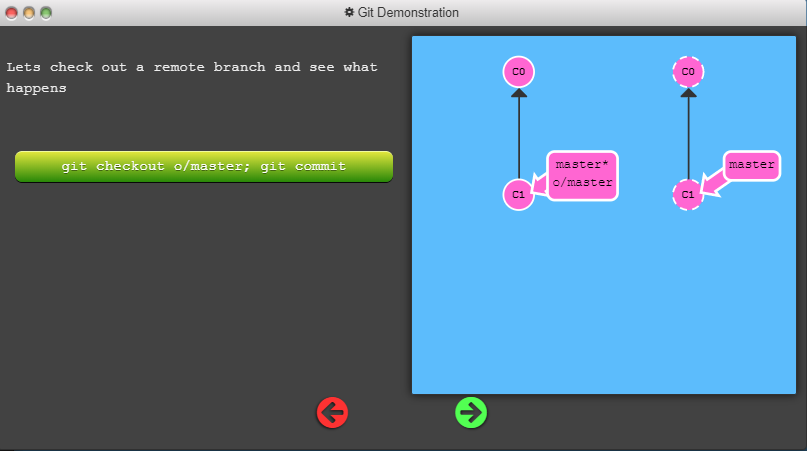 Git Demonstration
Lets check out a remote branch and see what
happens
git checkout o/master; git commit
C0
C0
master*
o/master
master
C1
C1